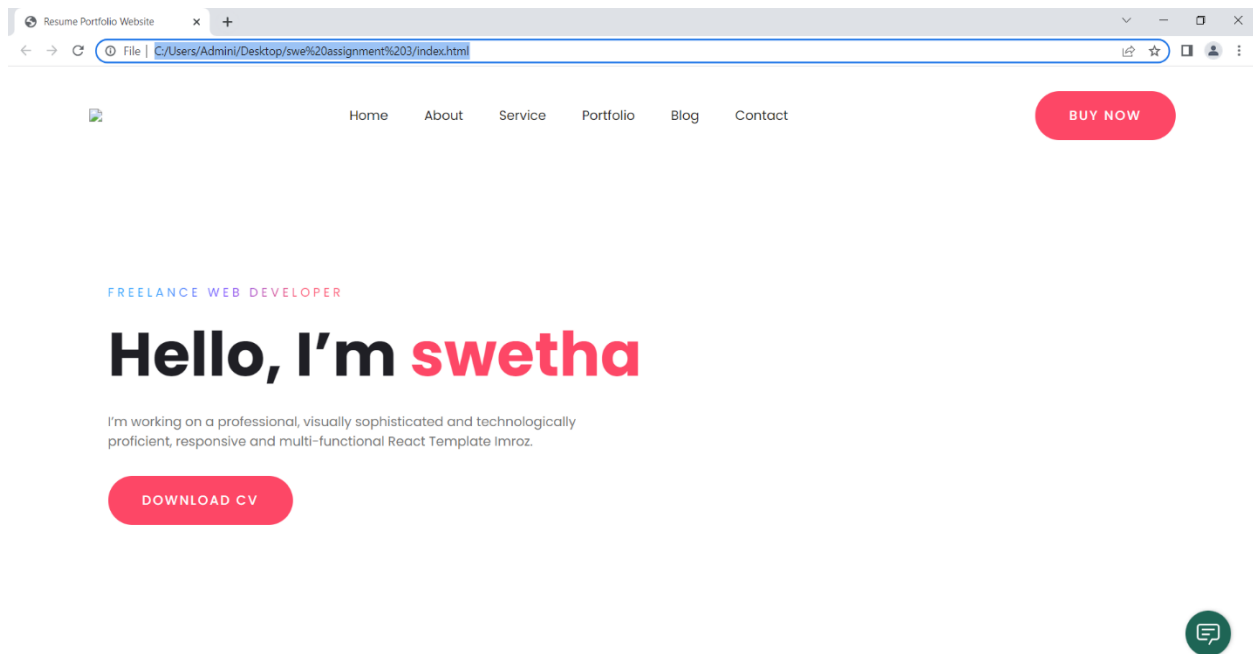 Resume Portfolio Website
File | C:/Users/Admini/Desktop/swe%20assignment%203/index.html
Home About Service Portfolio Blog Contact BUY NOW
FREELANCE WEB DEVELOPER
Hello, I’m swetha
I’m working on a professional, visually sophisticated and technologically
proficient, responsive and multi-functional React Template Imroz.
DOWNLOAD CV